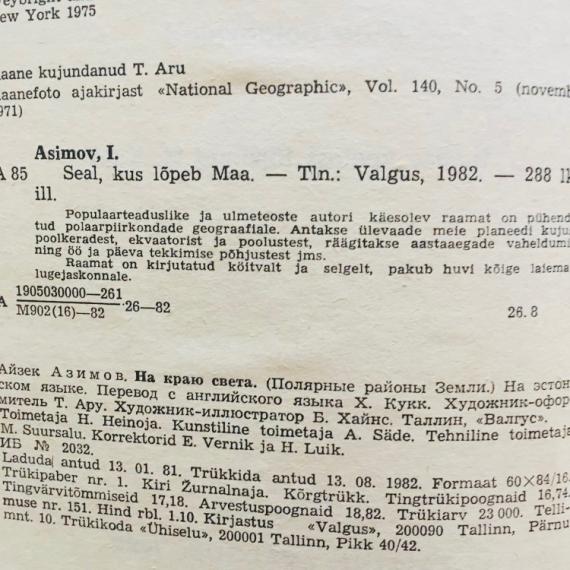 ew York 1975
aane kujundanud T. Aru
aanefoto ajakirjast «National Geographic», Vol. 140, No. 5 (novemb
971)
Asimov, I.
A 85 Seal, kus lõpeb Maa. — Tln.: Valgus, 1982. — 288 lk
ill.
Populaarteaduslike ja ulmeteoste autori käesolev raamat on pühend
tud polaarpiirkondade geograafiale. Antakse ülevaade meie planeedi kuju
poolkeradest, ekvaatorist ja poolustest, räägitakse aastaaegade vaheldumi
ning öö ja päeva tekkimise põhjustest jms.
Raamat on kirjutatud köitvalt ja selgelt, pakub huvi kõige laiema
lugejaskonnale.
A 1905030000—261
M902(16)—82 26—82
26.8
Айзек Азимов. На краю света. (Полярные районы Земли.) На эстон
ском языке. Перевод с английского языка Х. Кукк. Художник-офор
митель Т. Ару. Художник-иллюстратор Б. Хайнс. Таллин, «Валгус».
Toimetaja H. Heinoja. Kunstiline toimetaja A. Säde. Tehniline toimetaja
M. Suursalu. Korrektorid E. Vernik ja H. Luik.
ИБ № 2032.
Laduda antud 13. 01. 81. Trükkida antud 13. 08. 1982. Formaat 60×84/16.
Trükipaber nr. 1. Kiri Žurnalnaja. Kõrgtrükk. Tingtrükipoognaid 16,74.
Tingvärvitõmmiseid 17,18. Arvestuspoognaid 18,82. Trükiarv 23 000. Telli-
muse nr. 151. Hind rbl. 1.10. Kirjastus «Valgus», 200090 Tallinn, Pärnu
mnt. 10. Trükikoda «Ühiselu», 200001 Tallinn, Pikk 40/42.